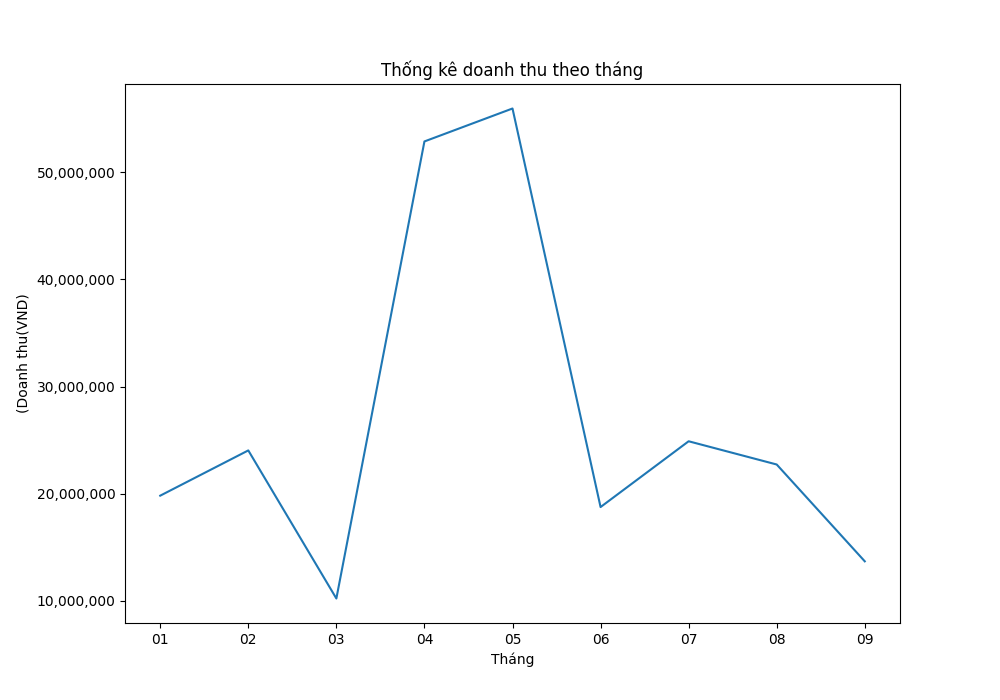 Thống kê doanh thu theo tháng
(Doanh thu(VND)
50,000,000
40,000,000
30,000,000
20,000,000
10,000,000
01 02 03 04 05 06 07 08 09
Tháng